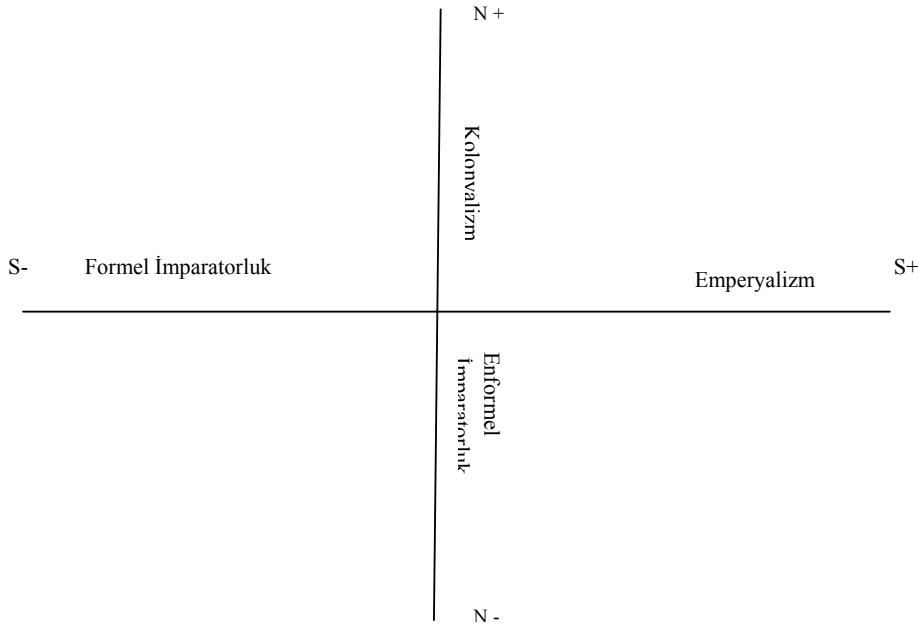 N +
Kolonyalizm
S-
Formel İmparatorluk
Emperyalizm
S+
Enformel
İmparatorluk
N -